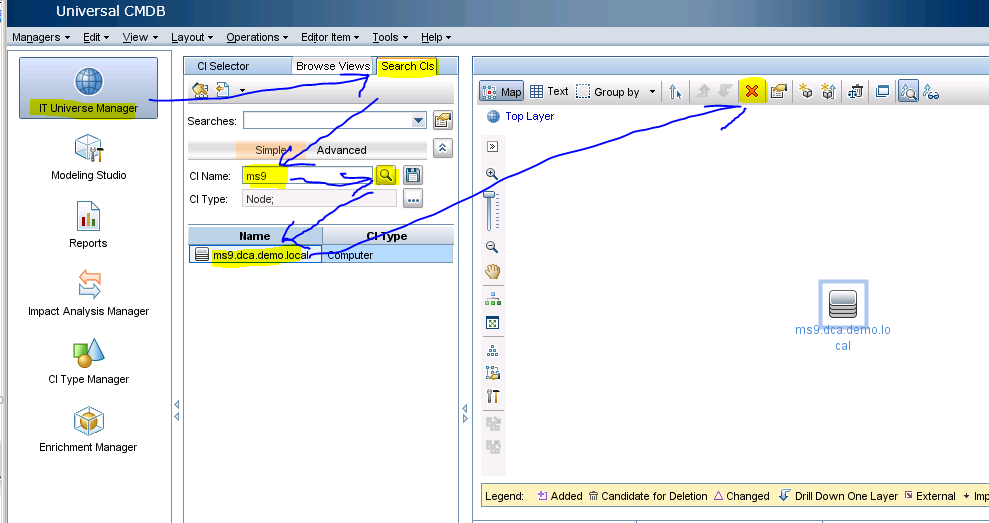 Universal CMDB
Managers Edit View Layout Operations Editor Item Tools Help
IT Universe Manager
Modeling Studio
Reports
Impact Analysis Manager
CI Type Manager
Enrichment Manager
CI Selector Browse Views Search CIs
Searches:
Simple Advanced
CI Name: ms9
CI Type: Node; ...
Name CI Type
ms9.dca.demo.local Computer
Map Text Group by
Top Layer
ms9.dca.demo.lo
cal
Legend: Added Candidate for Deletion Changed Drill Down One Layer External Imp